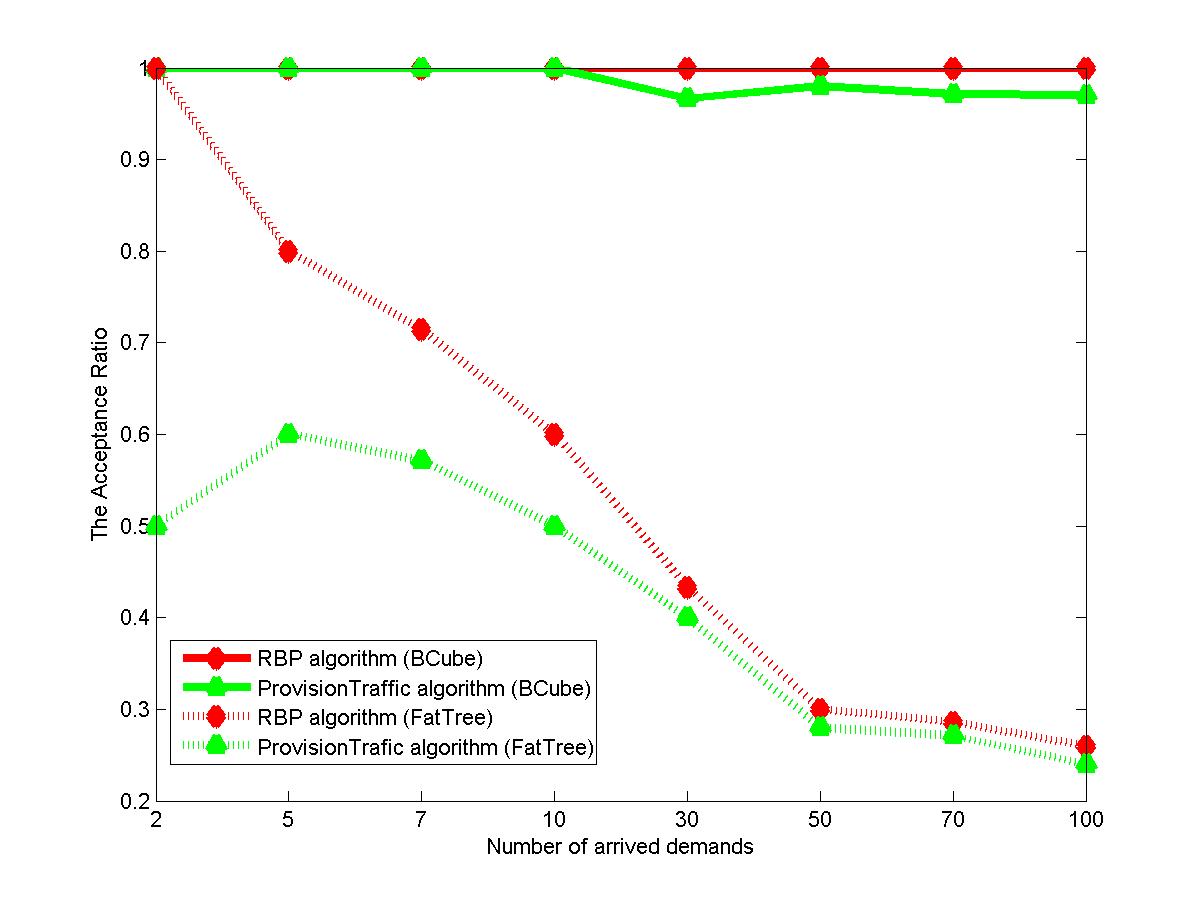 1
0.9
0.8
0.7
0.6
0.5
0.4
0.3
0.2
The Acceptance Ratio
RBP algorithm (BCube)
ProvisionTraffic algorithm (BCube)
RBP algorithm (FatTree)
ProvisionTrafic algorithm (FatTree)
2 5 7 10 30 50 70 100
Number of arrived demands